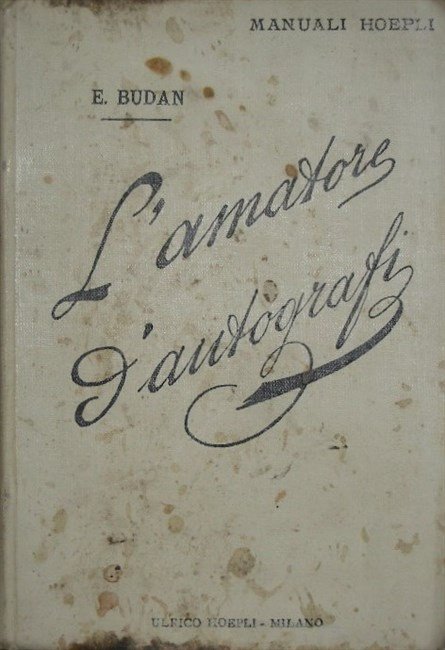 MANUALI HOEPLI
E. BUDAN
L'amatore
d'autografi
ULRICO HOEPLI - MILANO